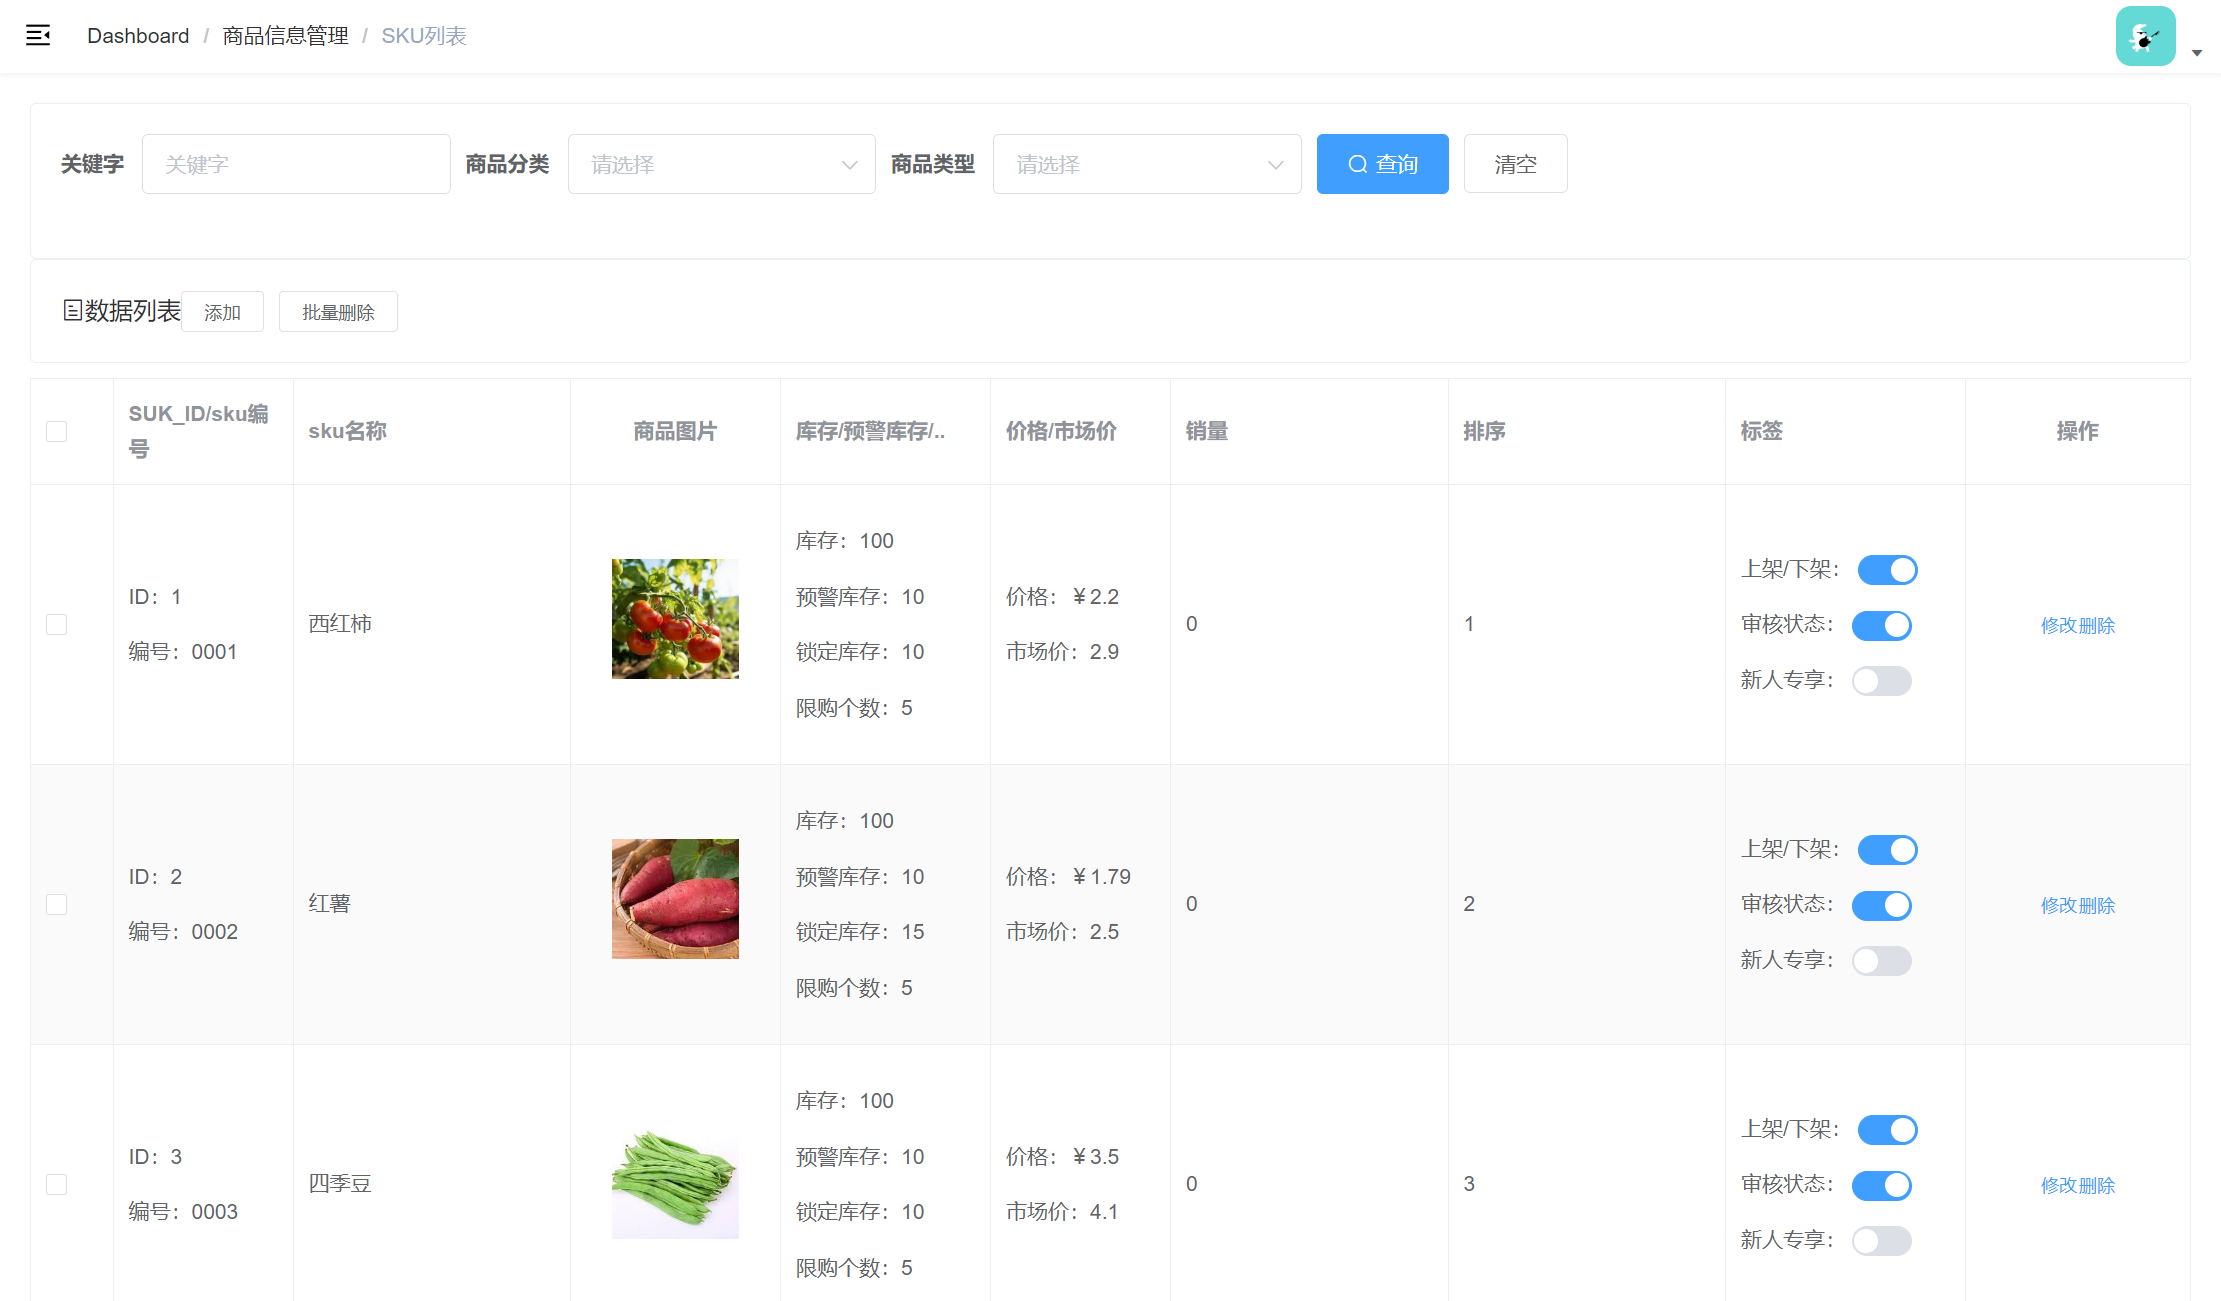 Dashboard / 商品信息管理 / SKU列表
关键字 关键字 商品分类 请选择 商品类型 请选择 查询 清空
数据列表 添加 批量删除
SUK_ID/sku编号 sku名称 商品图片 库存/预警库存/.. 价格/市场价 销量 排序 标签 操作
ID：1
编号：0001
西红柿
库存：100
预警库存：10
锁定库存：10
限购个数：5
价格：￥2.2
市场价：2.9
0
1
上架/下架：
审核状态：
新人专享：
修改删除
ID：2
编号：0002
红薯
库存：100
预警库存：10
锁定库存：15
限购个数：5
价格：￥1.79
市场价：2.5
0
2
上架/下架：
审核状态：
新人专享：
修改删除
ID：3
编号：0003
四季豆
库存：100
预警库存：10
锁定库存：10
限购个数：5
价格：￥3.5
市场价：4.1
0
3
上架/下架：
审核状态：
新人专享：
修改删除